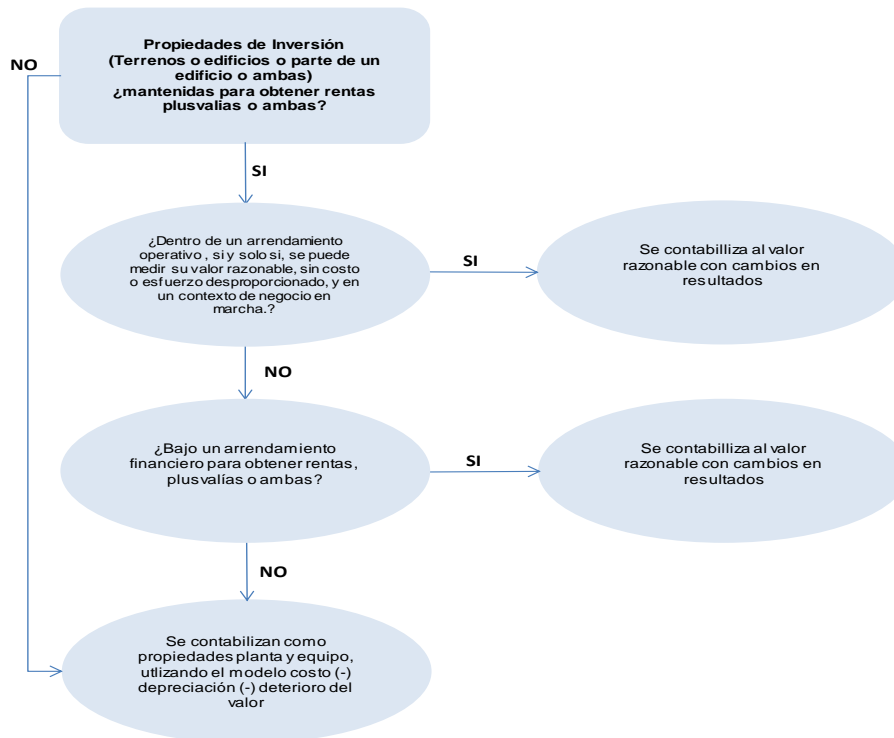 Propiedades de Inversión
(Terrenos o edificios o parte de un
edificio o ambas)
¿mantenidas para obtener rentas
plusvalias o ambas?
NO
SI
¿Dentro de un arrendamiento
operativo , si y solo si, se puede
medir su valor razonable, sin costo
o esfuerzo desproporcionado, y en
un contexto de negocio en
marcha.?
SI
Se contabilliza al valor
razonable con cambios en
resultados
NO
¿Bajo un arrendamiento
financiero para obtener rentas,
plusvalías o ambas?
SI
Se contabilliza al valor
razonable con cambios en
resultados
NO
Se contabilizan como
propiedades planta y equipo,
utlizando el modelo costo (-)
depreciación (-) deterioro del
valor